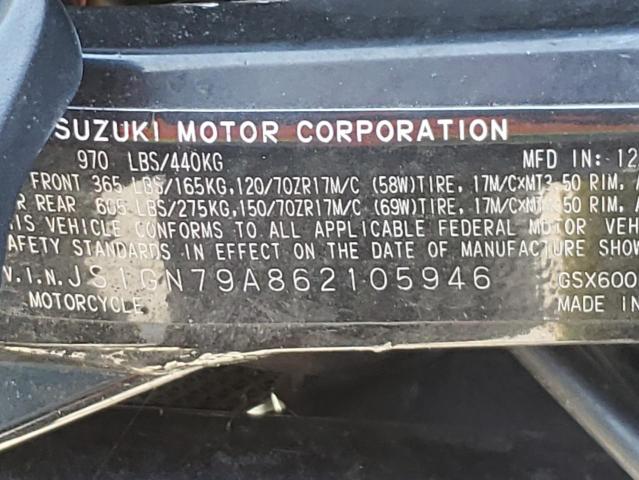 SUZUKI MOTOR CORPORATION
970 LBS/440KG MFD IN: 12
FRONT 365 LBS/165KG,120/70ZR17M/C (58W)TIRE, 17M/CXMT3.50 RIM,
R REAR 605 LBS/275KG,150/70ZR17M/C (69W)TIRE, 17M/CXMT 50 RIM,
IS VEHICLE CONFORMS TO ALL APPLICABLE FEDERAL MOTOR VEH
AFETY STANDARDS IN EFFECT ON THE DATE OF MANUFACTURE SHOW
V.I.N.JS1GN79A862105946 GSX600
MOTORCYCLE MADE IN